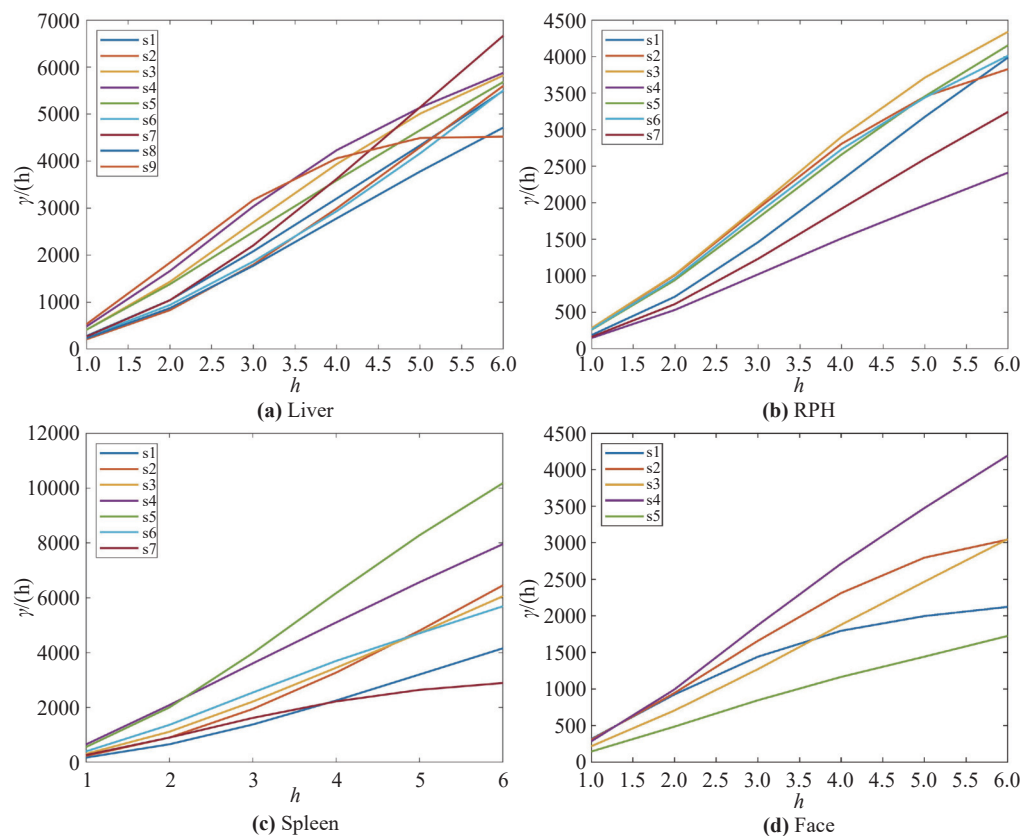 7000
6000
5000
4000
3000
2000
1000
0
γ/(h)
s1
s2
s3
s4
s5
s6
s7
s8
s9
1.0 1.5 2.0 2.5 3.0 3.5 4.0 4.5 5.0 5.5 6.0
h
(a) Liver
4500
4000
3500
3000
2500
2000
1500
1000
500
0
γ/(h)
s1
s2
s3
s4
s5
s6
s7
1.0 1.5 2.0 2.5 3.0 3.5 4.0 4.5 5.0 5.5 6.0
h
(b) RPH
12000
10000
8000
6000
4000
2000
0
γ/(h)
s1
s2
s3
s4
s5
s6
s7
1 2 3 4 5 6
h
(c) Spleen
4500
4000
3500
3000
2500
2000
1500
1000
500
0
γ/(h)
s1
s2
s3
s4
s5
1.0 1.5 2.0 2.5 3.0 3.5 4.0 4.5 5.0 5.5 6.0
h
(d) Face